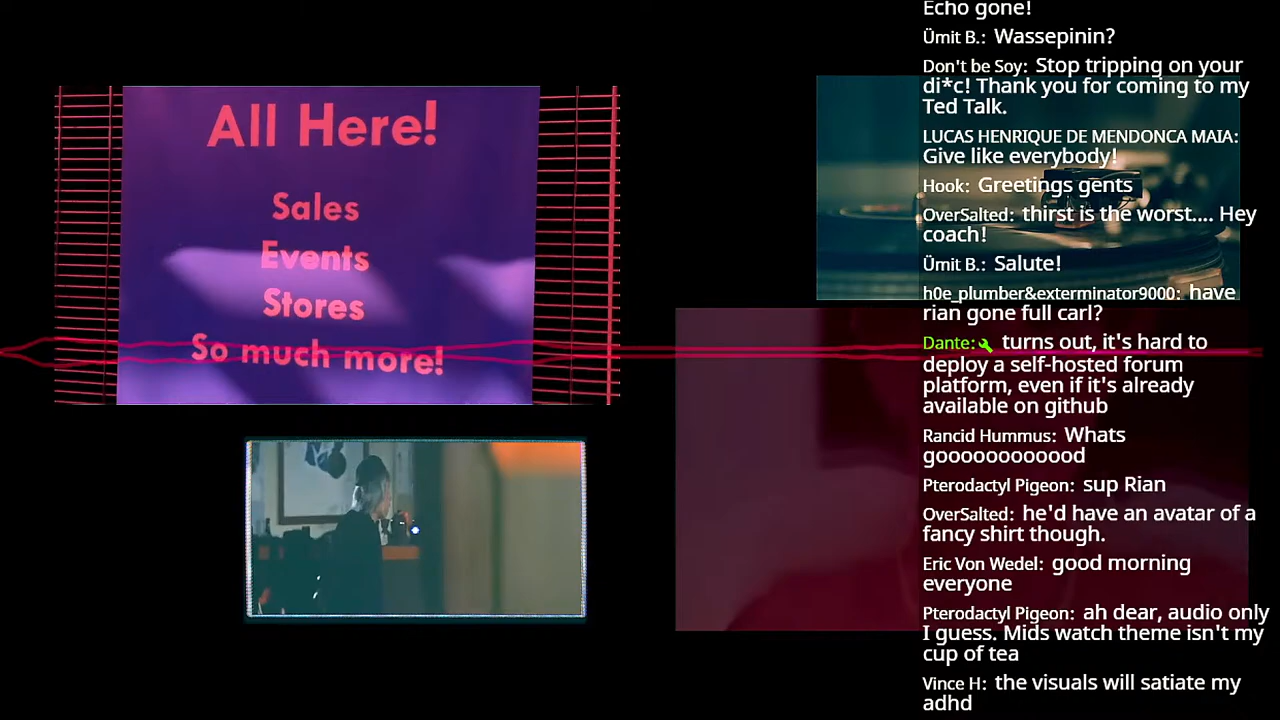 All Here!
Sales
Events
Stores
So much more!
Echo gone!
Ümit B.: Wassepinin?
Don't be Soy: Stop tripping on your
di*c! Thank you for coming to my
Ted Talk.
LUCAS HENRIQUE DE MENDONCA MAIA:
Give like everybody!
Hook: Greetings gents
OverSalted: thirst is the worst.... Hey
coach!
Ümit B.: Salute!
h0e_plumber&exterminator9000: have
rian gone full carl?
Dante: turns out, it's hard to
deploy a self-hosted forum
platform, even if it's already
available on github
Rancid Hummus: Whats
goooooooooood
Pterodactyl Pigeon: sup Rian
OverSalted: he'd have an avatar of a
fancy shirt though.
Eric Von Wedel: good morning
everyone
Pterodactyl Pigeon: ah dear, audio only
I guess. Mids watch theme isn't my
cup of tea
Vince H: the visuals will satiate my
adhd